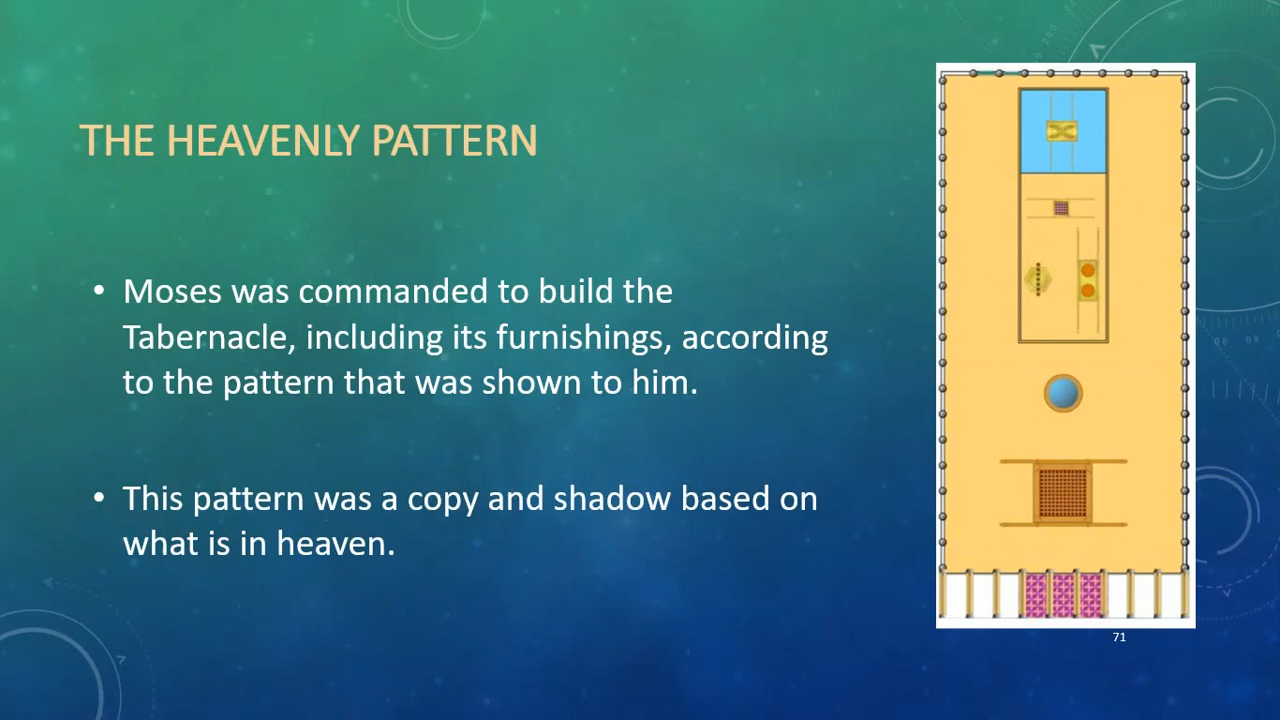 THE HEAVENLY PATTERN
• Moses was commanded to build the
Tabernacle, including its furnishings, according
to the pattern that was shown to him.
• This pattern was a copy and shadow based on
what is in heaven.
71